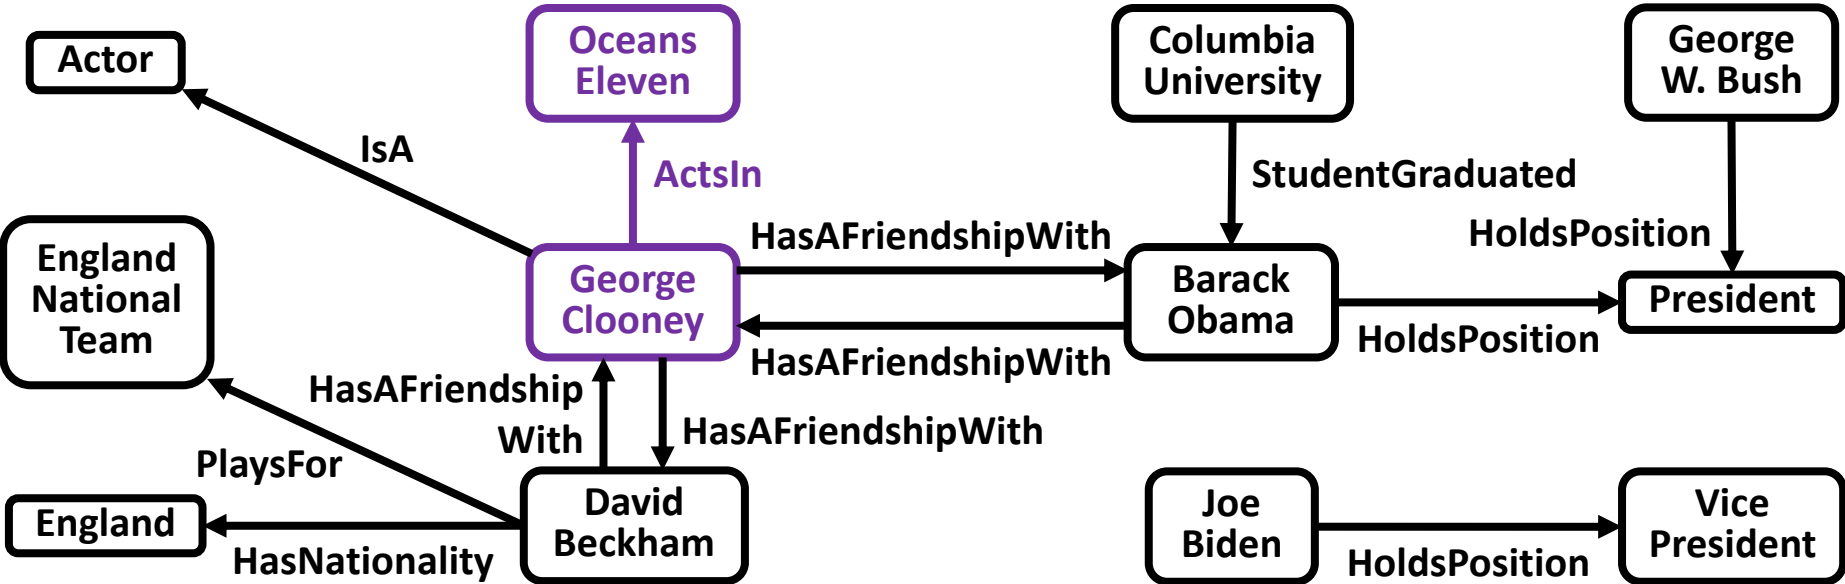 Actor
Oceans
Eleven
Columbia
University
George
W. Bush
IsA
ActsIn
StudentGraduated
HasAFriendshipWith
HoldsPosition
England
National
Team
George
Clooney
Barack
Obama
President
HoldsPosition
HasAFriendshipWith
HasAFriendship
With
HasAFriendshipWith
PlaysFor
England
David
Beckham
Joe
Biden
Vice
President
HasNationality
HoldsPosition